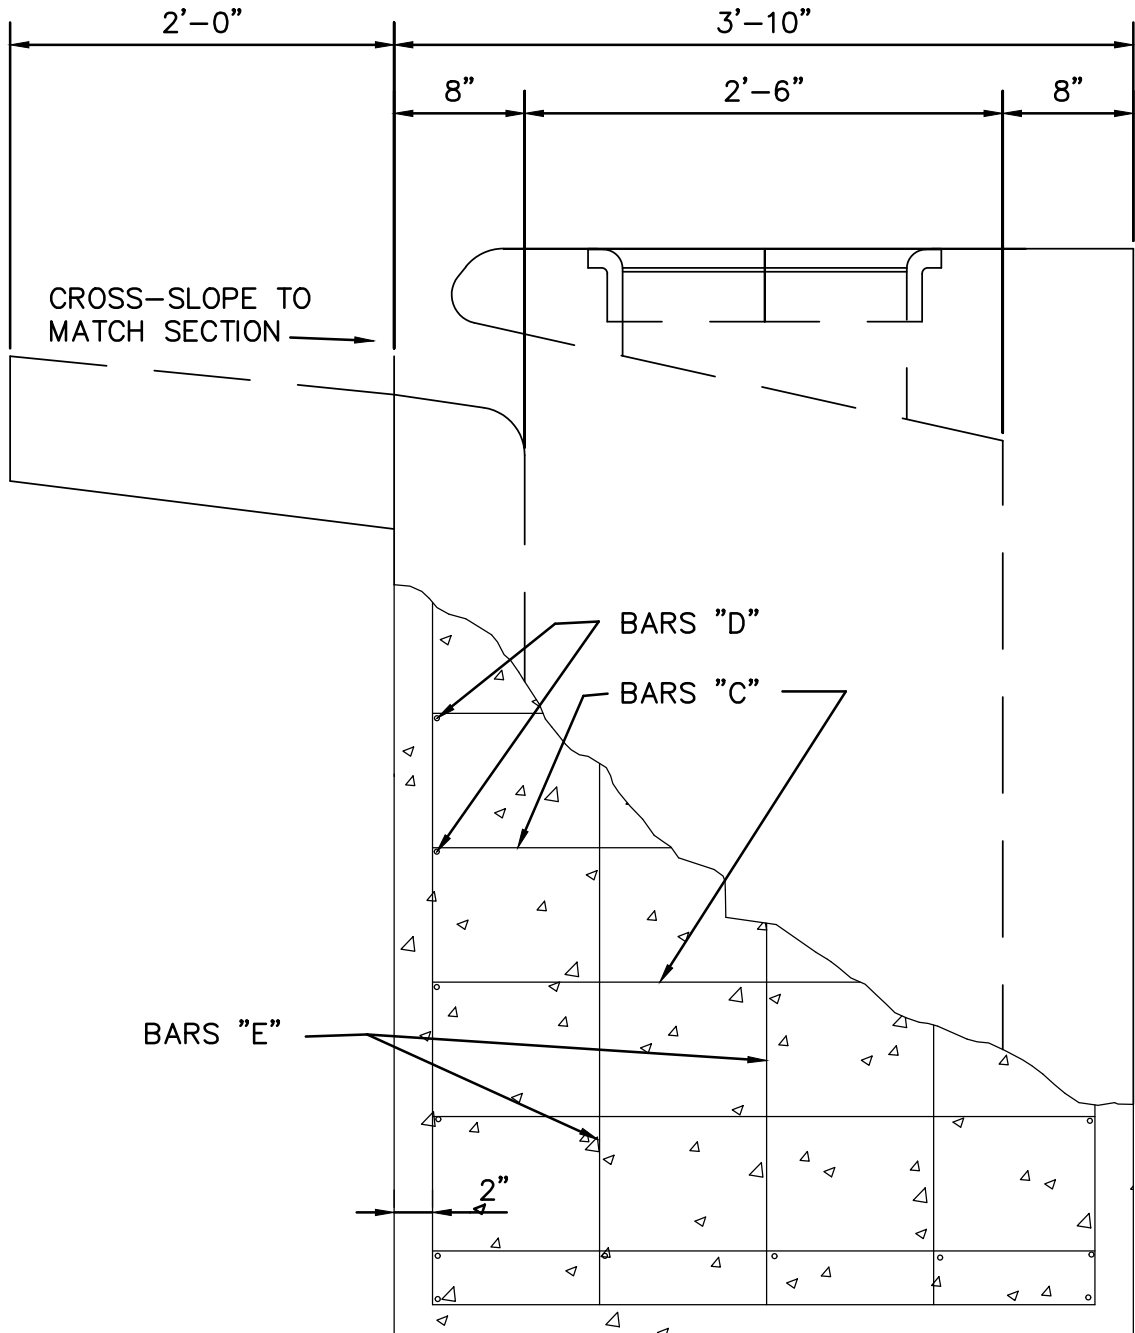 2'-0"
3'-10"
8"
2'-6"
8"
CROSS-SLOPE TO
MATCH SECTION
BARS "D"
BARS "C"
BARS "E"
2"